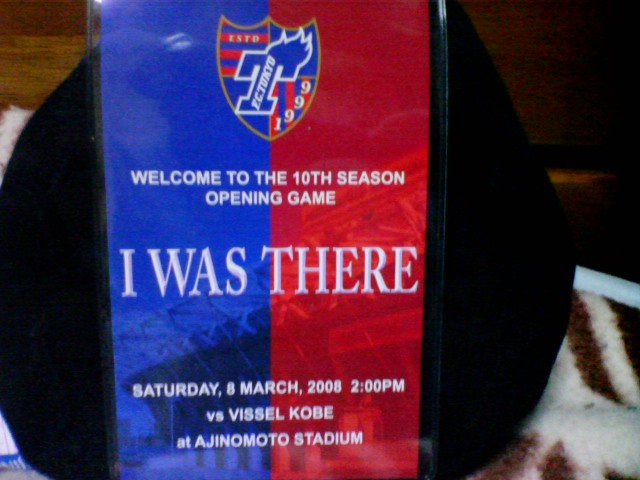 ESTD
F.C.TOKYO
1999
WELCOME TO THE 10TH SEASON
OPENING GAME
I WAS THERE
SATURDAY, 8 MARCH, 2008 2:00PM
vs VISSEL KOBE
at AJINOMOTO STADIUM